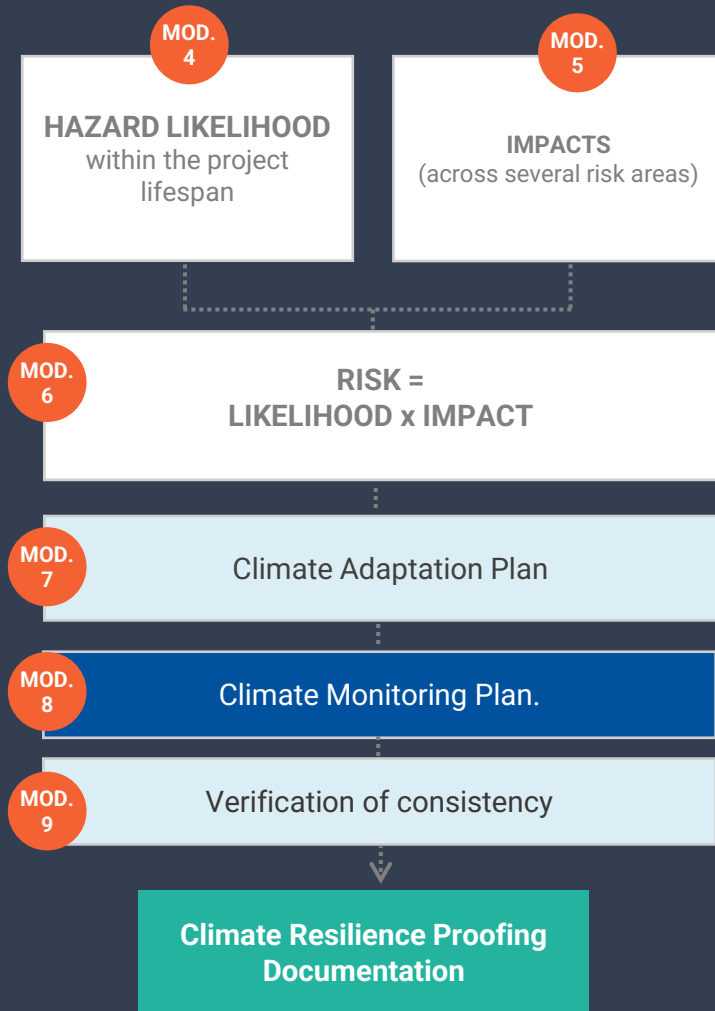 MOD.
4
HAZARD LIKELIHOOD
within the project
lifespan
MOD.
5
IMPACTS
(across several risk areas)
MOD.
6
RISK =
LIKELIHOOD x IMPACT
MOD.
7
Climate Adaptation Plan
MOD.
8
Climate Monitoring Plan.
MOD.
9
Verification of consistency
Climate Resilience Proofing
Documentation